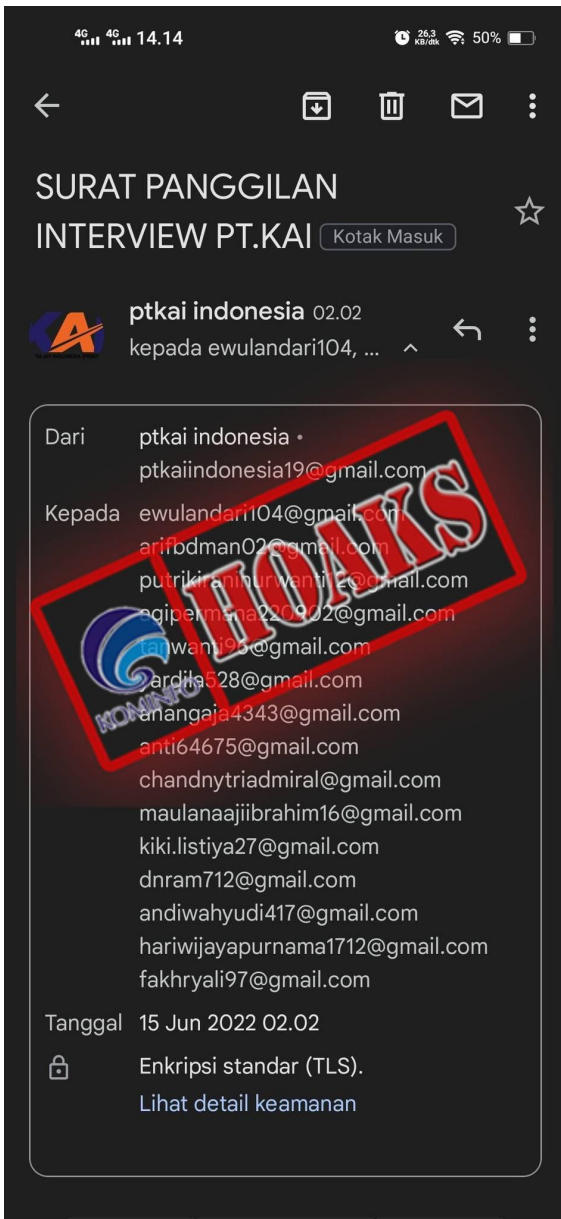 4G 4G 14.14 26,3 KB/dtk 50%
SURAT PANGGILAN
INTERVIEW PT.KAI Kotak Masuk
ptkai indonesia 02.02
kepada ewulandari104, ...
Dari ptkai indonesia •
ptkaiindonesia19@gmail.com
Kepada ewulandari104@gmail.com
arifbdman02@gmail.com
putrikiraninurwanti12@gmail.com
agipermana220902@gmail.com
HOAKS
KOMINFO
anangaja4343@gmail.com
anti64675@gmail.com
chandnytriadmiral@gmail.com
maulanaajiibrahim16@gmail.com
kiki.listiya27@gmail.com
dnram712@gmail.com
andiwahyudi417@gmail.com
hariwijayapurnama1712@gmail.com
fakhryali97@gmail.com
Tanggal 15 Jun 2022 02.02
Enkripsi standar (TLS).
Lihat detail keamanan